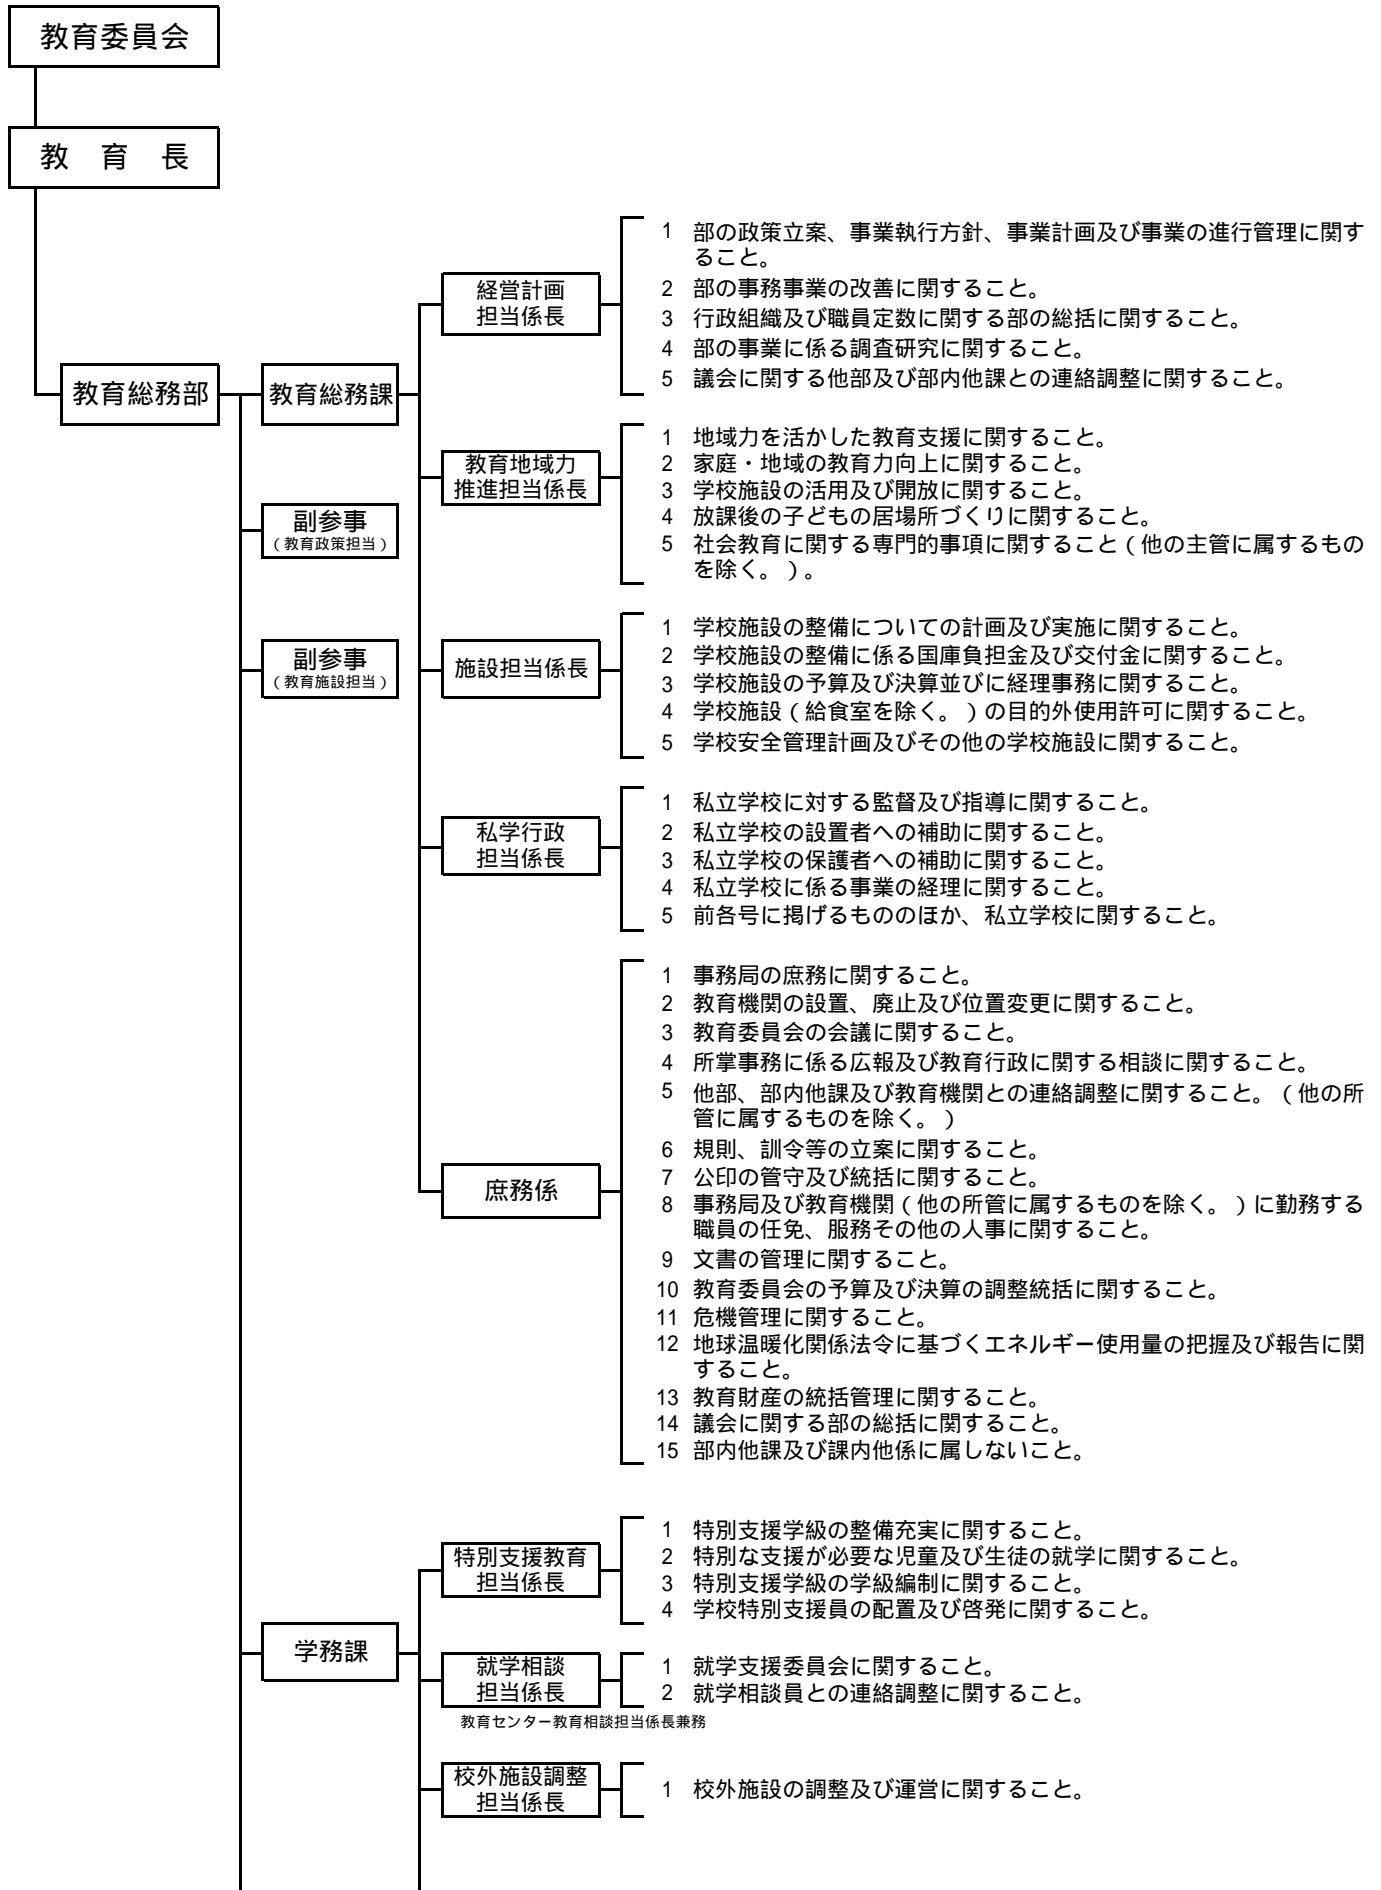 教育委員会
教　育　長
教育総務部
教育総務課
経営計画
担当係長
1 部の政策立案、事業執行方針、事業計画及び事業の進行管理に関す
ること。
2 部の事務事業の改善に関すること。
3 行政組織及び職員定数に関する部の総括に関すること。
4 部の事業に係る調査研究に関すること。
5 議会に関する他部及び部内他課との連絡調整に関すること。
教育地域力
推進担当係長
1 地域力を活かした教育支援に関すること。
2 家庭・地域の教育力向上に関すること。
3 学校施設の活用及び開放に関すること。
4 放課後の子どもの居場所づくりに関すること。
5 社会教育に関する専門的事項に関すること（他の主管に属するもの
を除く。）。
副参事
（教育政策担当）
副参事
（教育施設担当）
施設担当係長
1 学校施設の整備についての計画及び実施に関すること。
2 学校施設の整備に係る国庫負担金及び交付金に関すること。
3 学校施設の予算及び決算並びに経理事務に関すること。
4 学校施設（給食室を除く。）の目的外使用許可に関すること。
5 学校安全管理計画及びその他の学校施設に関すること。
私学行政
担当係長
1 私立学校に対する監督及び指導に関すること。
2 私立学校の設置者への補助に関すること。
3 私立学校の保護者への補助に関すること。
4 私立学校に係る事業の経理に関すること。
5 前各号に掲げるもののほか、私立学校に関すること。
庶務係
1 事務局の庶務に関すること。
2 教育機関の設置、廃止及び位置変更に関すること。
3 教育委員会の会議に関すること。
4 所掌事務に係る広報及び教育行政に関する相談に関すること。
5 他部、部内他課及び教育機関との連絡調整に関すること。（他の所
管に属するものを除く。）
6 規則、訓令等の立案に関すること。
7 公印の管守及び統括に関すること。
8 事務局及び教育機関（他の所管に属するものを除く。）に勤務する
職員の任免、服務その他の人事に関すること。
9 文書の管理に関すること。
10 教育委員会の予算及び決算の調整統括に関すること。
11 危機管理に関すること。
12 地球温暖化関係法令に基づくエネルギー使用量の把握及び報告に関
すること。
13 教育財産の統括管理に関すること。
14 議会に関する部の総括に関すること。
15 部内他課及び課内他係に属しないこと。
学務課
特別支援教育
担当係長
1 特別支援学級の整備充実に関すること。
2 特別な支援が必要な児童及び生徒の就学に関すること。
3 特別支援学級の学級編制に関すること。
4 学校特別支援員の配置及び啓発に関すること。
就学相談
担当係長
1 就学支援委員会に関すること。
2 就学相談員との連絡調整に関すること。
教育センター教育相談担当係長兼務
校外施設調整
担当係長
1 校外施設の調整及び運営に関すること。